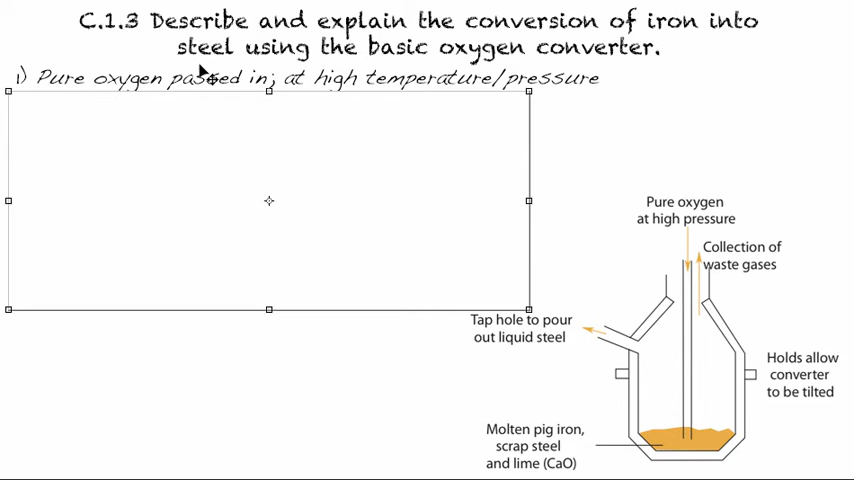 C.1.3 Describe and explain the conversion of iron into
steel using the basic oxygen converter.
i) Pure oxygen passed in; at high temperature/pressure
Pure oxygen
at high pressure
Collection of
waste gases
Tap hole to pour
out liquid steel
Holds allow
converter
to be tilted
Molten pig iron,
scrap steel
and lime (CaO)